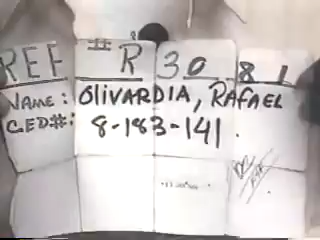 REF # R 30 81
NAME: OLIVARDIA, RAFAEL
CED#: 8-183-141